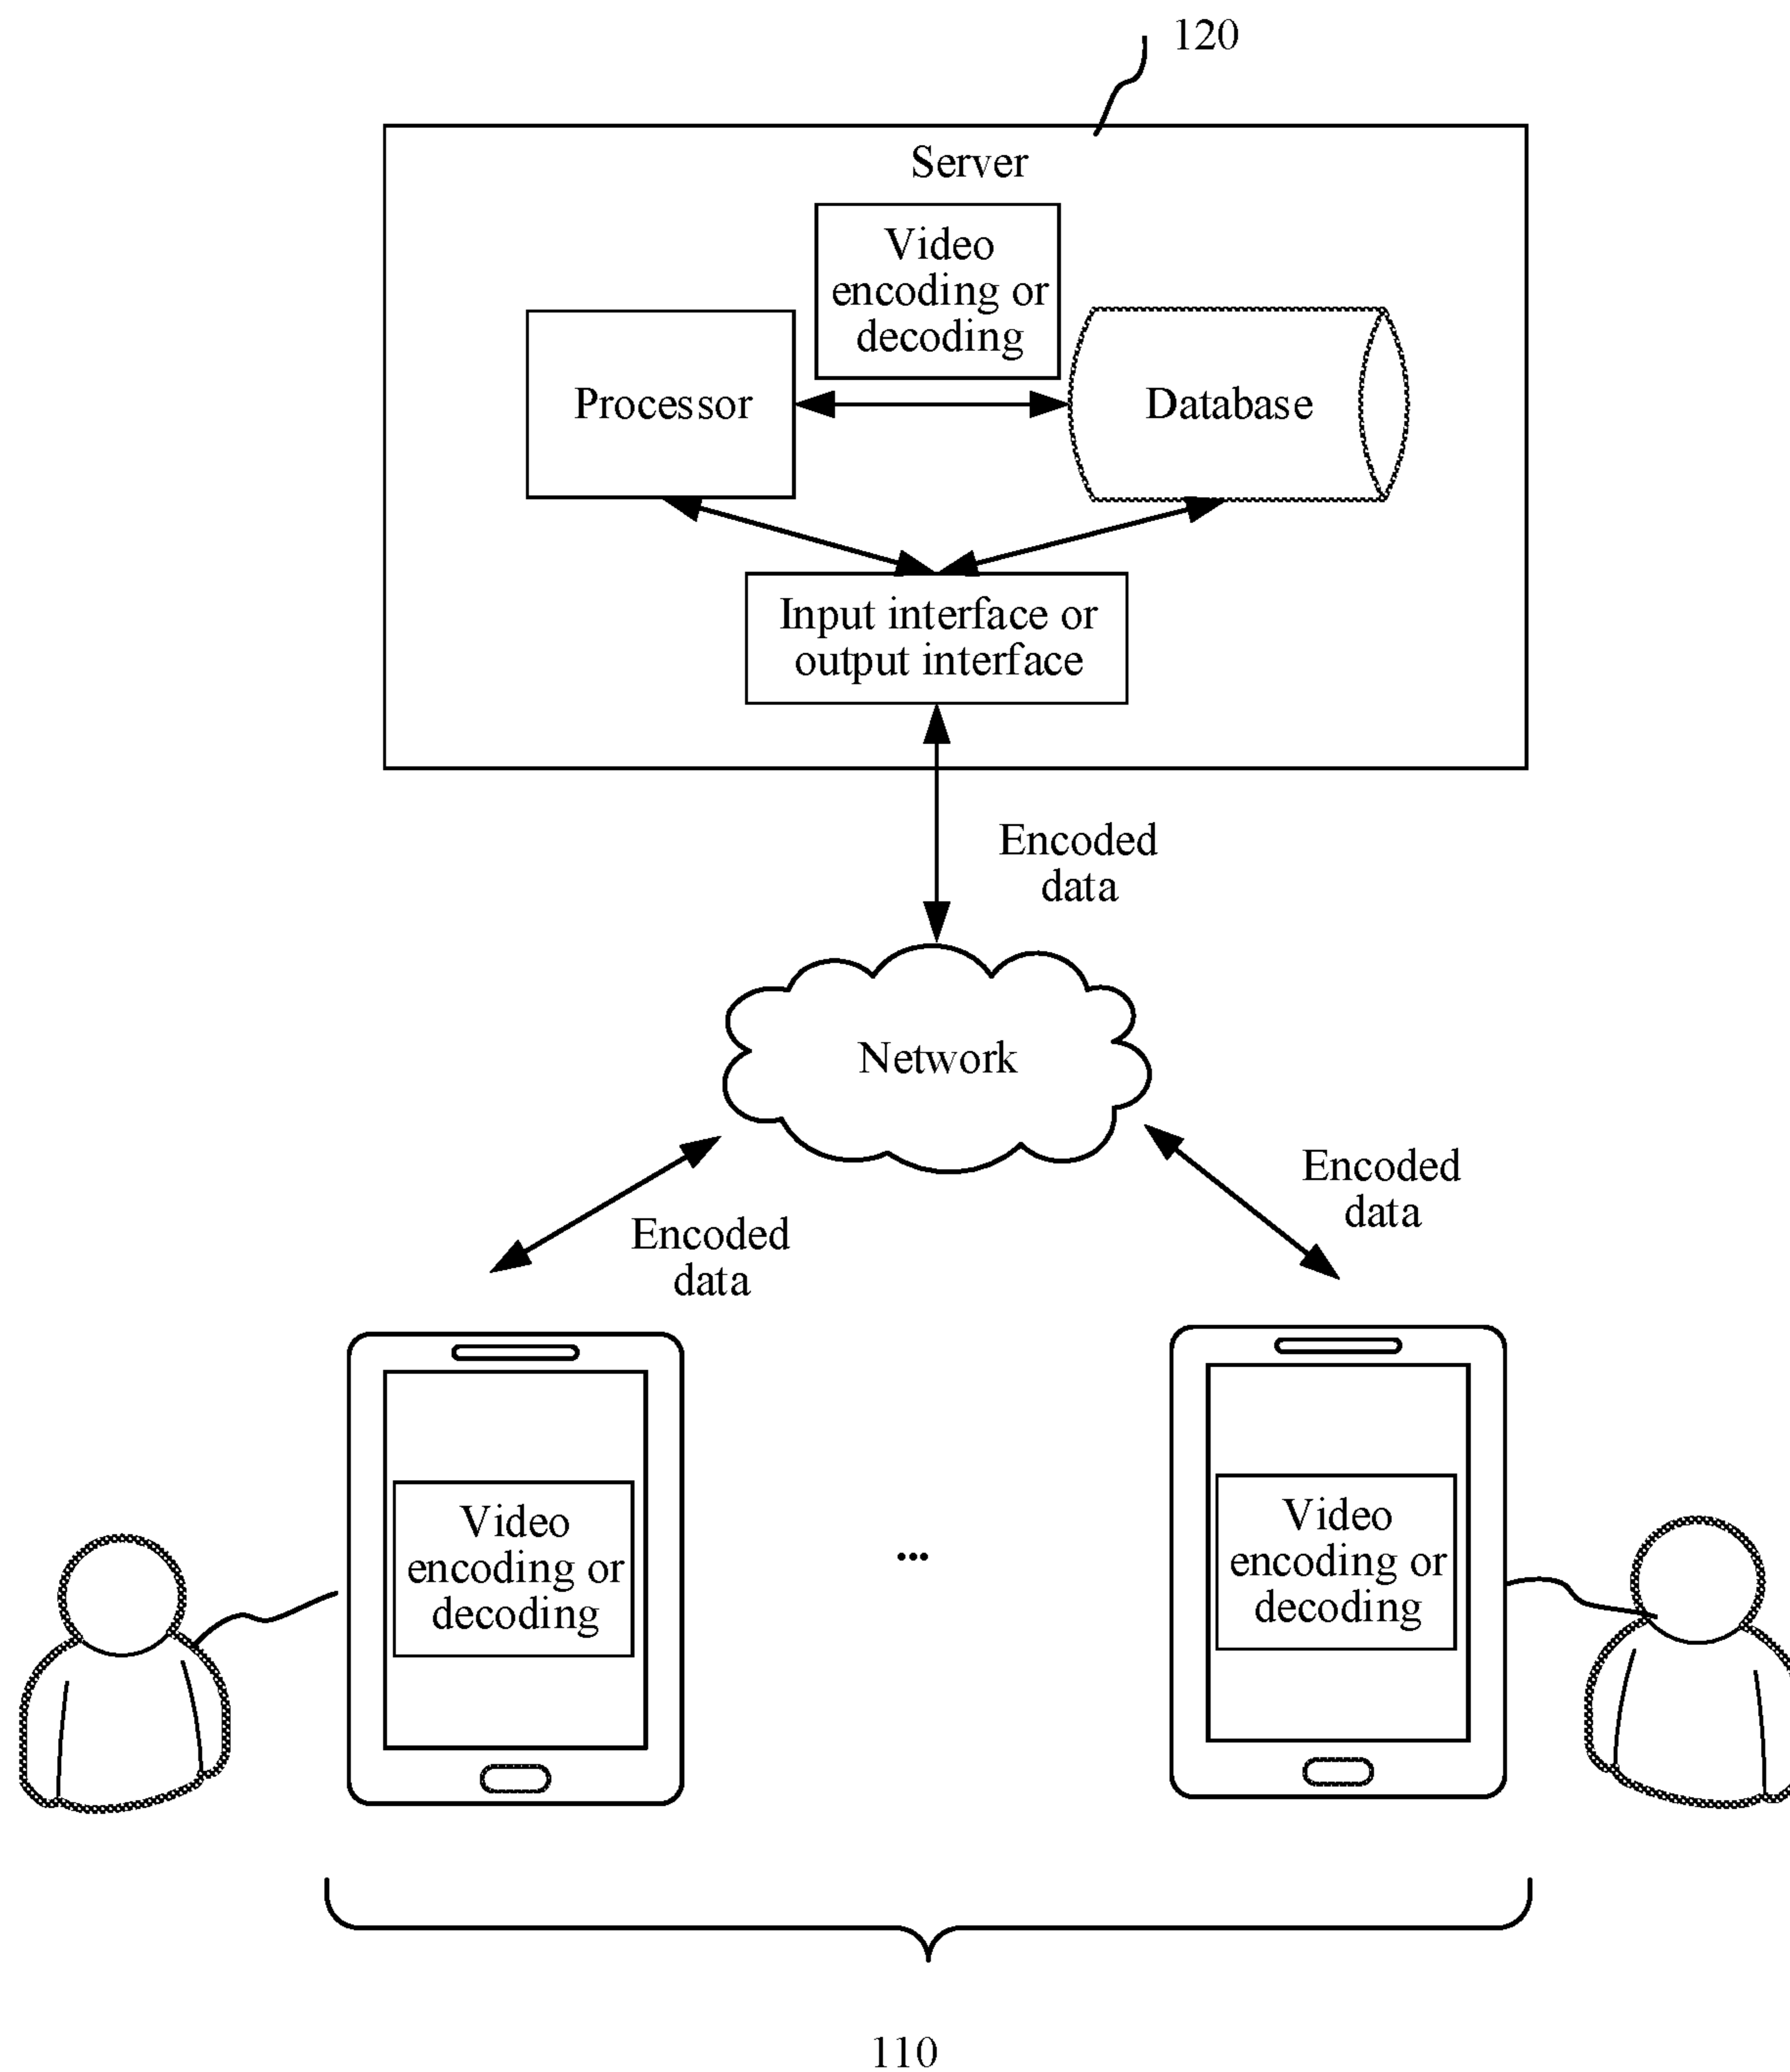 120
Server
Video
encoding or
decoding
Processor
Database
Input interface or
output interface
Encoded
data
Network
Encoded
data
Encoded
data
Video
encoding or
decoding
...
Video
encoding or
decoding
110